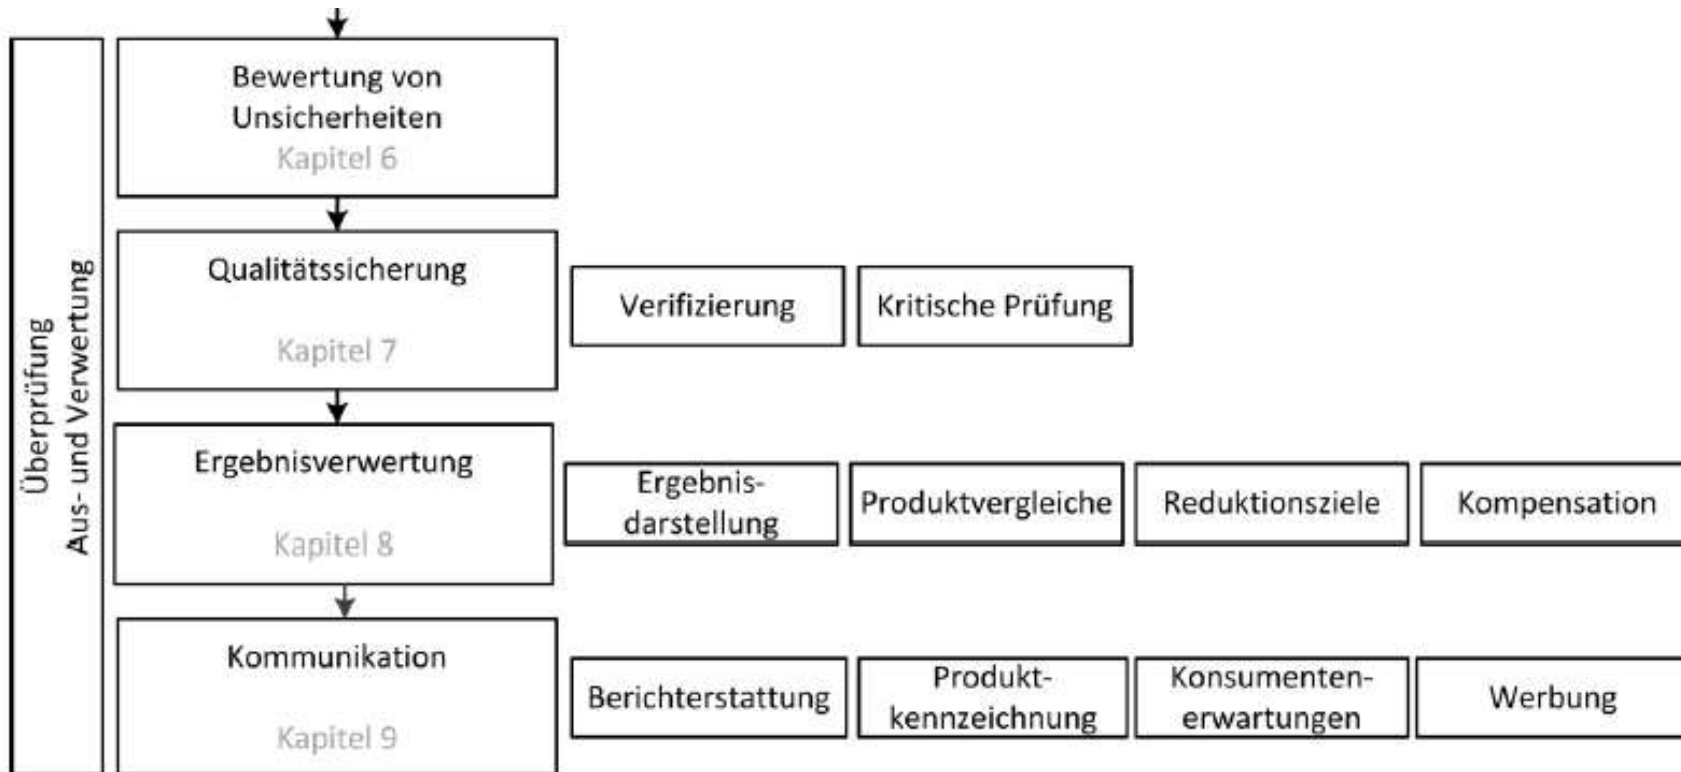 Überprüfung
Aus- und Verwertung
Bewertung von
Unsicherheiten
Kapitel 6
Qualitätssicherung
Kapitel 7
Verifizierung
Kritische Prüfung
Ergebnisverwertung
Kapitel 8
Ergebnis-
darstellung
Produktvergleiche
Reduktionsziele
Kompensation
Kommunikation
Kapitel 9
Berichterstattung
Produkt-
kennzeichnung
Konsumenten-
erwartungen
Werbung